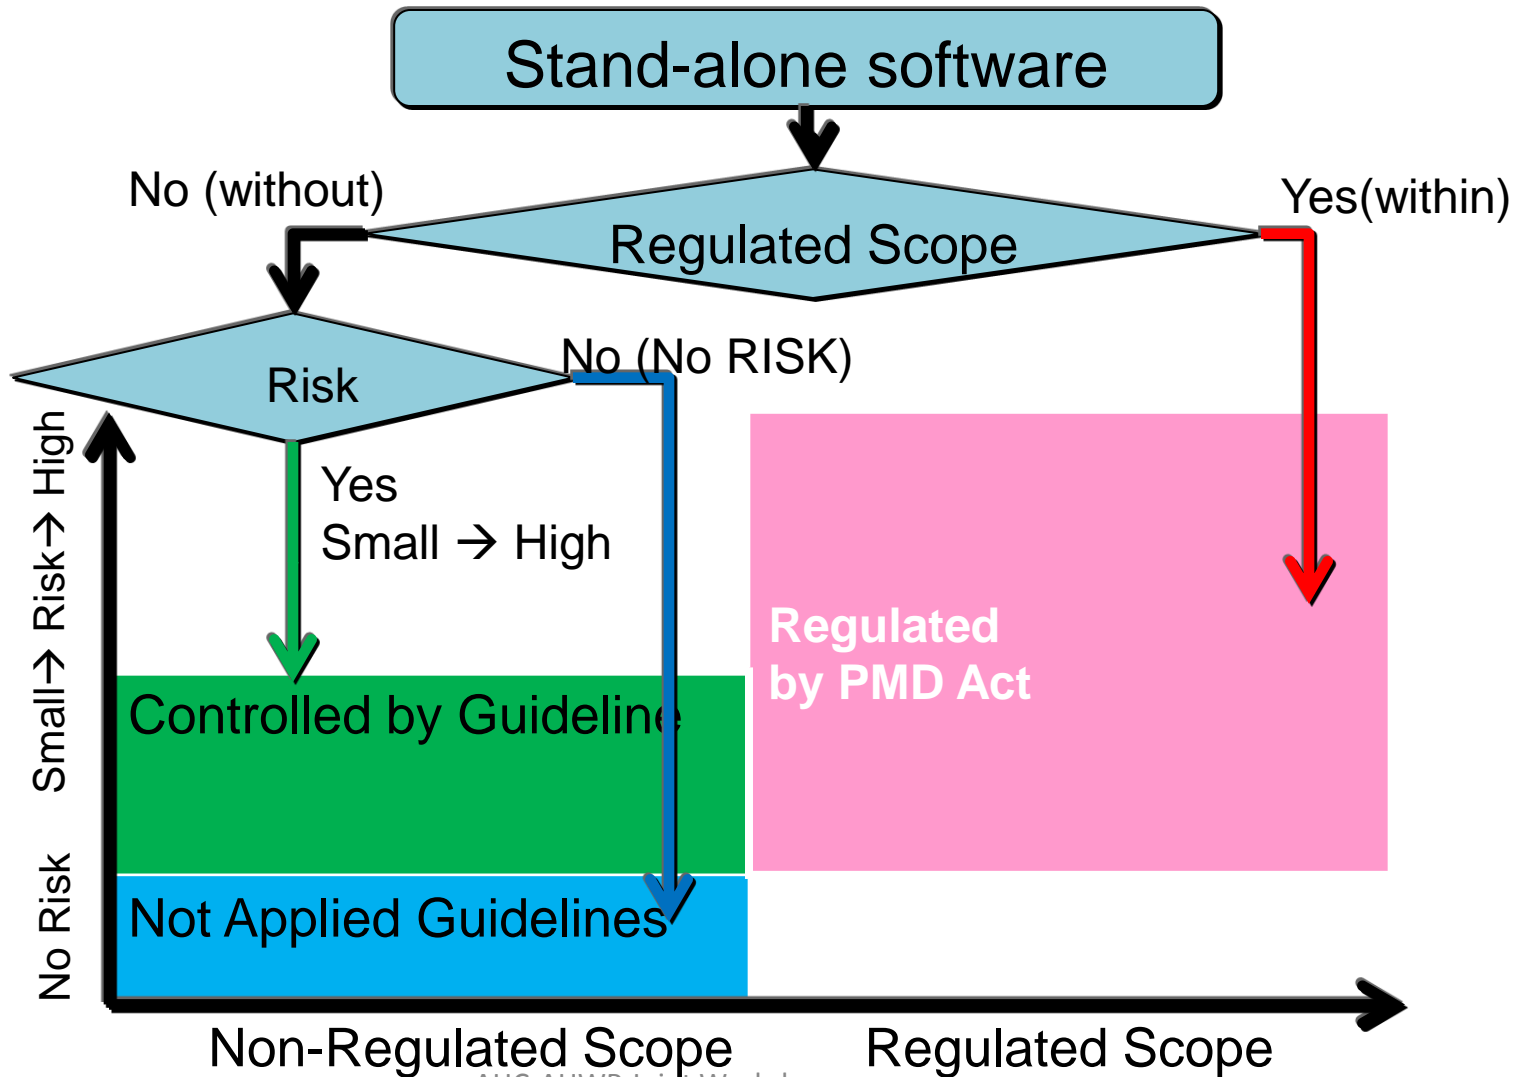 Stand-alone software
No (without)
Yes(within)
Regulated Scope
No (No RISK)
Risk
Yes
Small → High
Small→ Risk→ High
No Risk
Regulated
by PMD Act
Controlled by Guideline
Not Applied Guidelines
Non-Regulated Scope
Regulated Scope